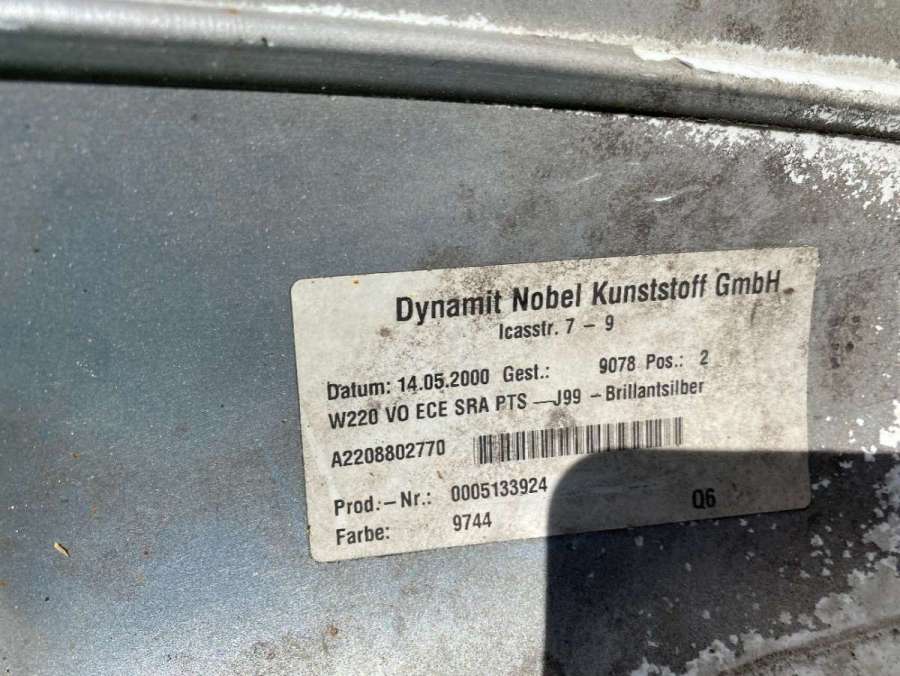 Dynamit Nobel Kunststoff GmbH
Icasstr. 7 - 9
Datum: 14.05.2000 Gest.: 9078 Pos.: 2
W220 VO ECE SRA PTS —J99 -Brillantsilber
A2208802770
Prod.-Nr.: 0005133924
Farbe: 9744 Q6